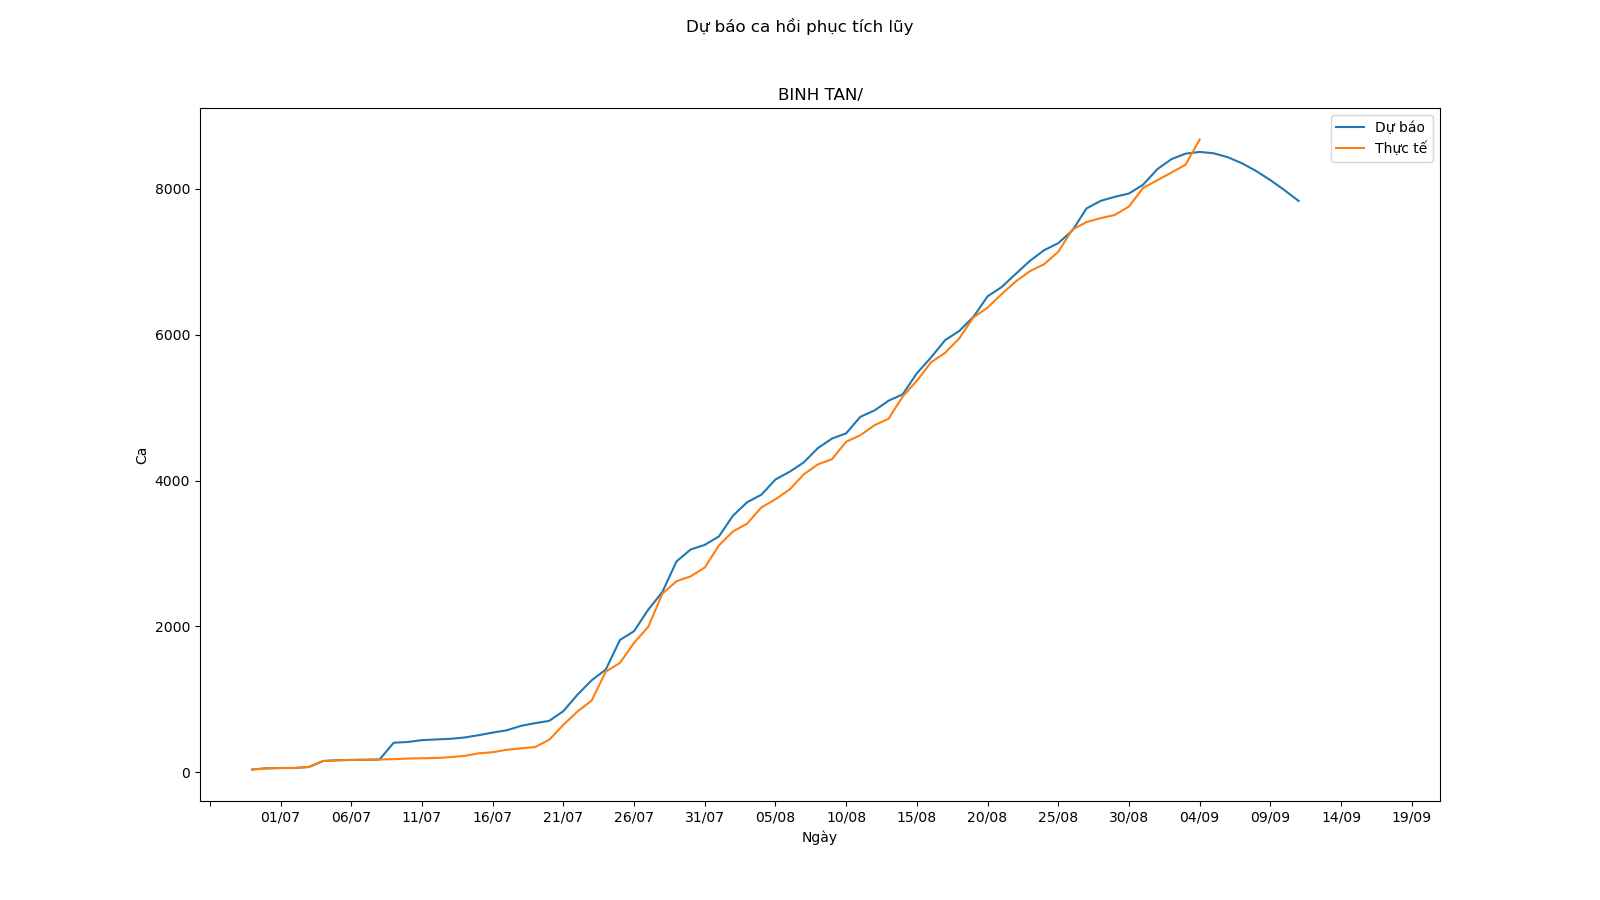 Dự báo ca hồi phục tích lũy
BINH TAN/
Dự báo
Thực tế
8000
6000
4000
2000
0
Ca
01/07 06/07 11/07 16/07 21/07 26/07 31/07 05/08 10/08 15/08 20/08 25/08 30/08 04/09 09/09 14/09 19/09
Ngày